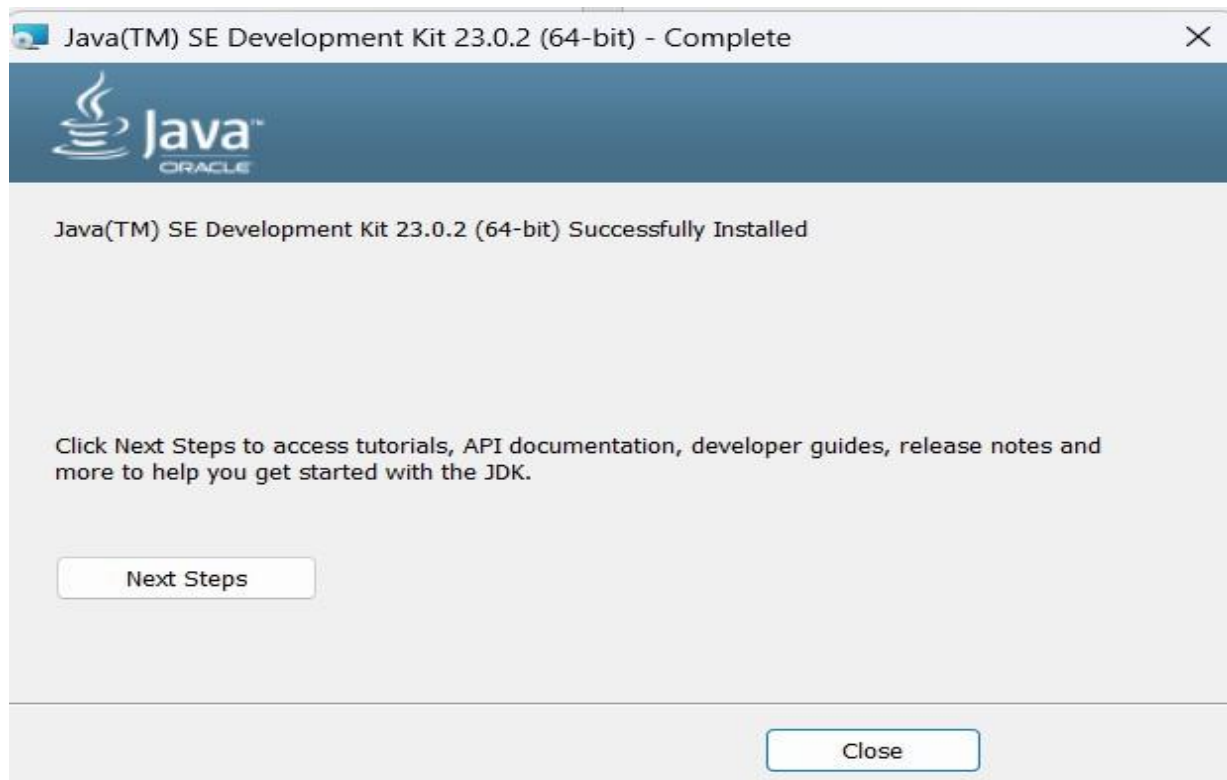 Java(TM) SE Development Kit 23.0.2 (64-bit) - Complete
Java™
ORACLE
Java(TM) SE Development Kit 23.0.2 (64-bit) Successfully Installed
Click Next Steps to access tutorials, API documentation, developer guides, release notes and
more to help you get started with the JDK.
Next Steps
Close